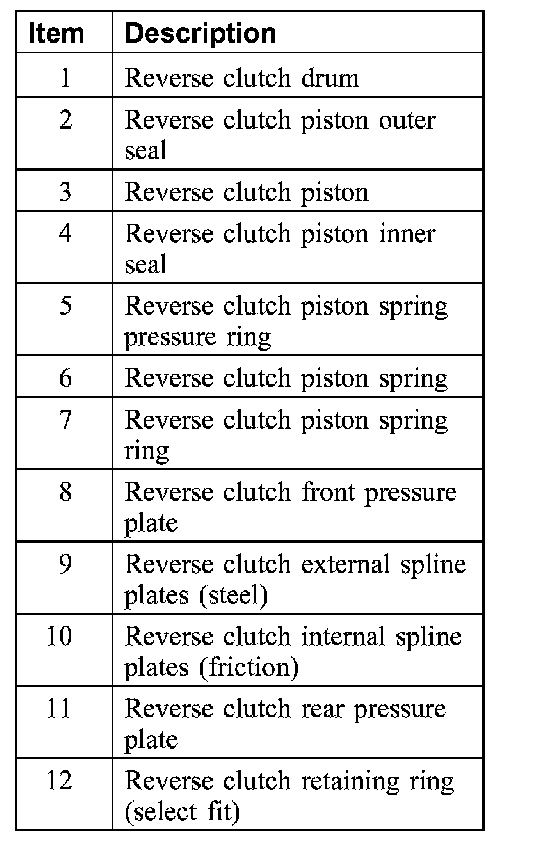 Item Description
1 Reverse clutch drum
2 Reverse clutch piston outer
seal
3 Reverse clutch piston
4 Reverse clutch piston inner
seal
5 Reverse clutch piston spring
pressure ring
6 Reverse clutch piston spring
7 Reverse clutch piston spring
ring
8 Reverse clutch front pressure
plate
9 Reverse clutch external spline
plates (steel)
10 Reverse clutch internal spline
plates (friction)
11 Reverse clutch rear pressure
plate
12 Reverse clutch retaining ring
(select fit)